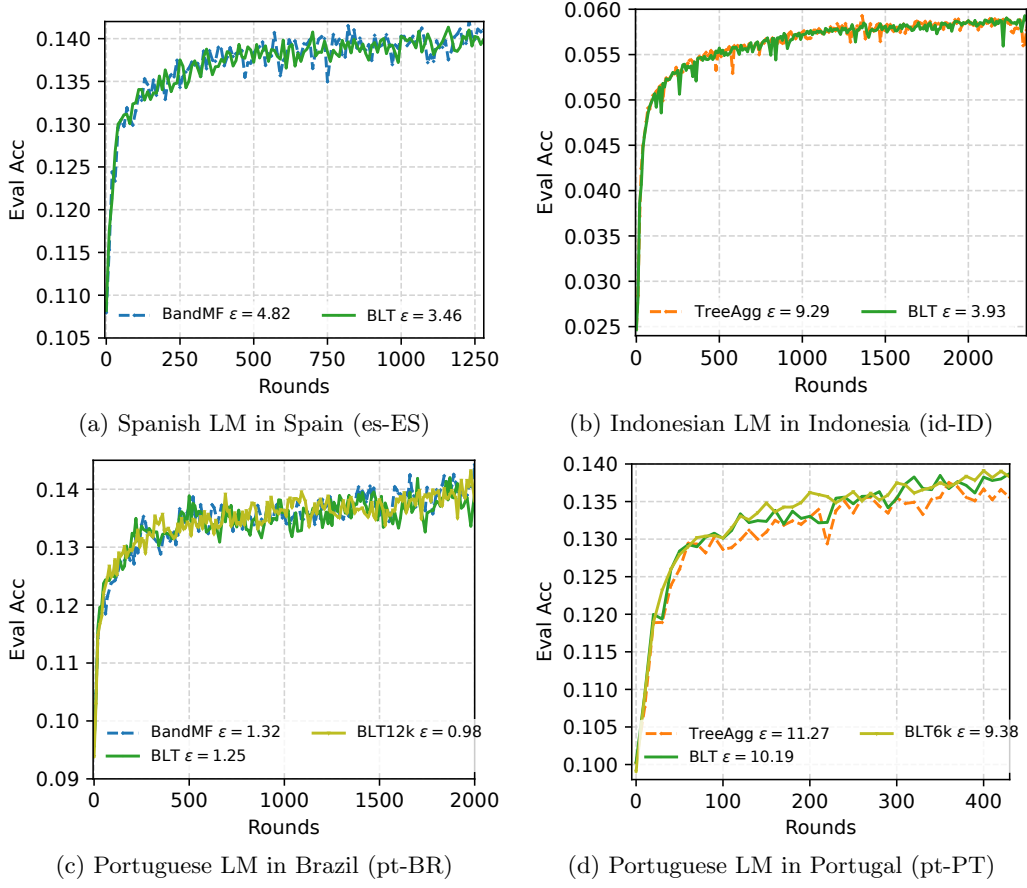 0.140
0.135
0.130
0.125
0.120
0.115
0.110
0.105
Eval Acc
BandMF ε = 4.82
BLT ε = 3.46
0 250 500 750 1000 1250
Rounds
(a) Spanish LM in Spain (es-ES)
0.060
0.055
0.050
0.045
0.040
0.035
0.030
0.025
Eval Acc
TreeAgg ε = 9.29
BLT ε = 3.93
0 500 1000 1500 2000
Rounds
(b) Indonesian LM in Indonesia (id-ID)
0.14
0.13
0.12
0.11
0.10
0.09
Eval Acc
BandMF ε = 1.32
BLT ε = 1.25
BLT12k ε = 0.98
0 500 1000 1500 2000
Rounds
(c) Portuguese LM in Brazil (pt-BR)
0.140
0.135
0.130
0.125
0.120
0.115
0.110
0.105
0.100
Eval Acc
TreeAgg ε = 11.27
BLT ε = 10.19
BLT6k ε = 9.38
0 100 200 300 400
Rounds
(d) Portuguese LM in Portugal (pt-PT)